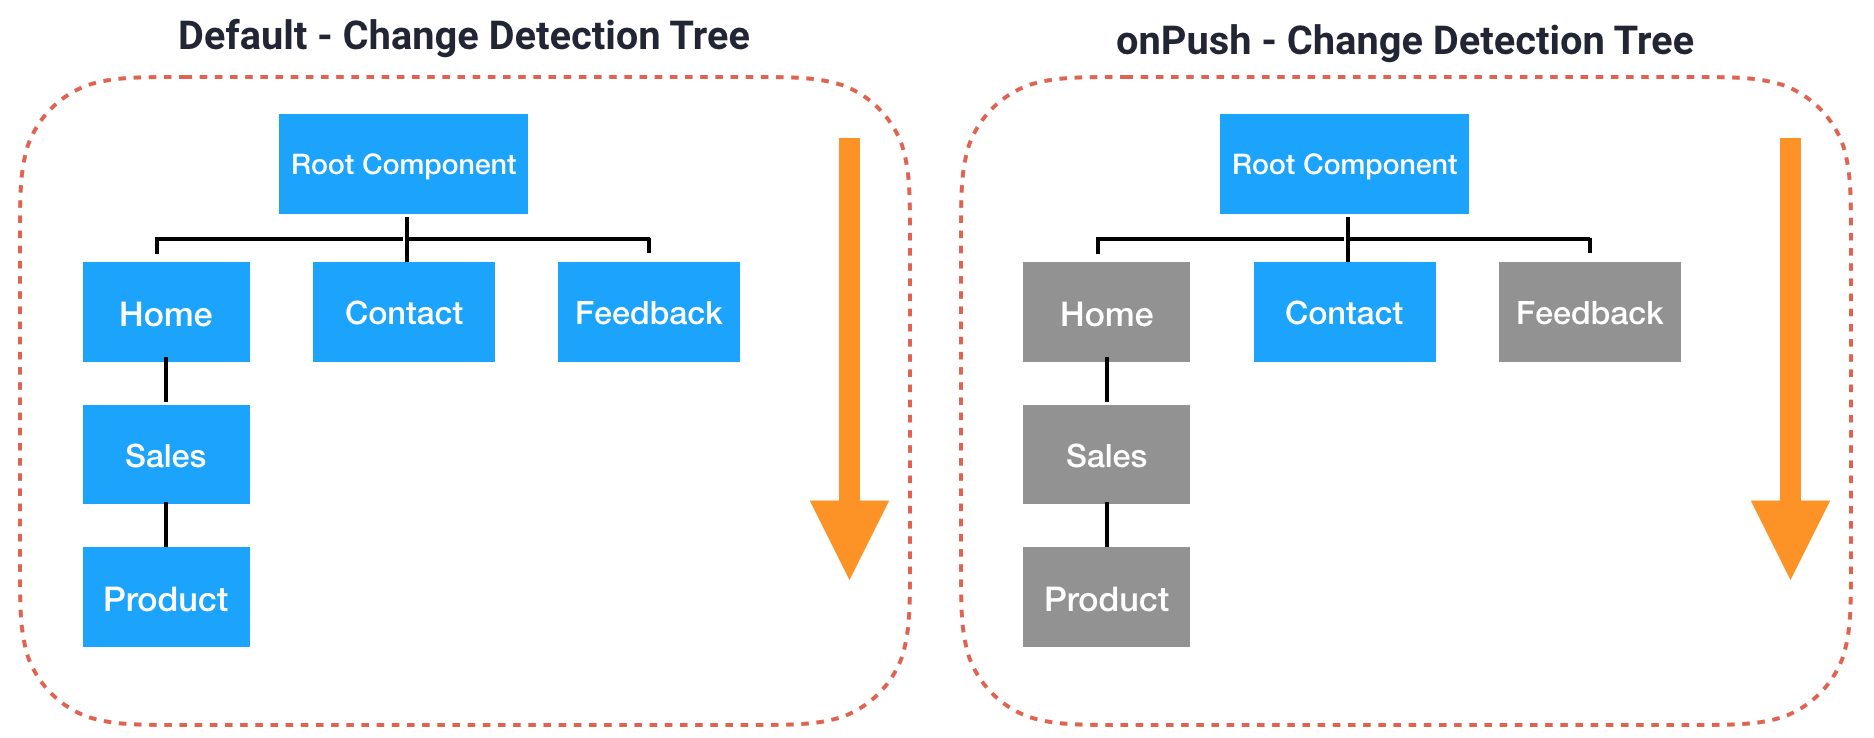 Default - Change Detection Tree
Root Component
Home
Contact
Feedback
Sales
Product
onPush - Change Detection Tree
Root Component
Home
Contact
Feedback
Sales
Product